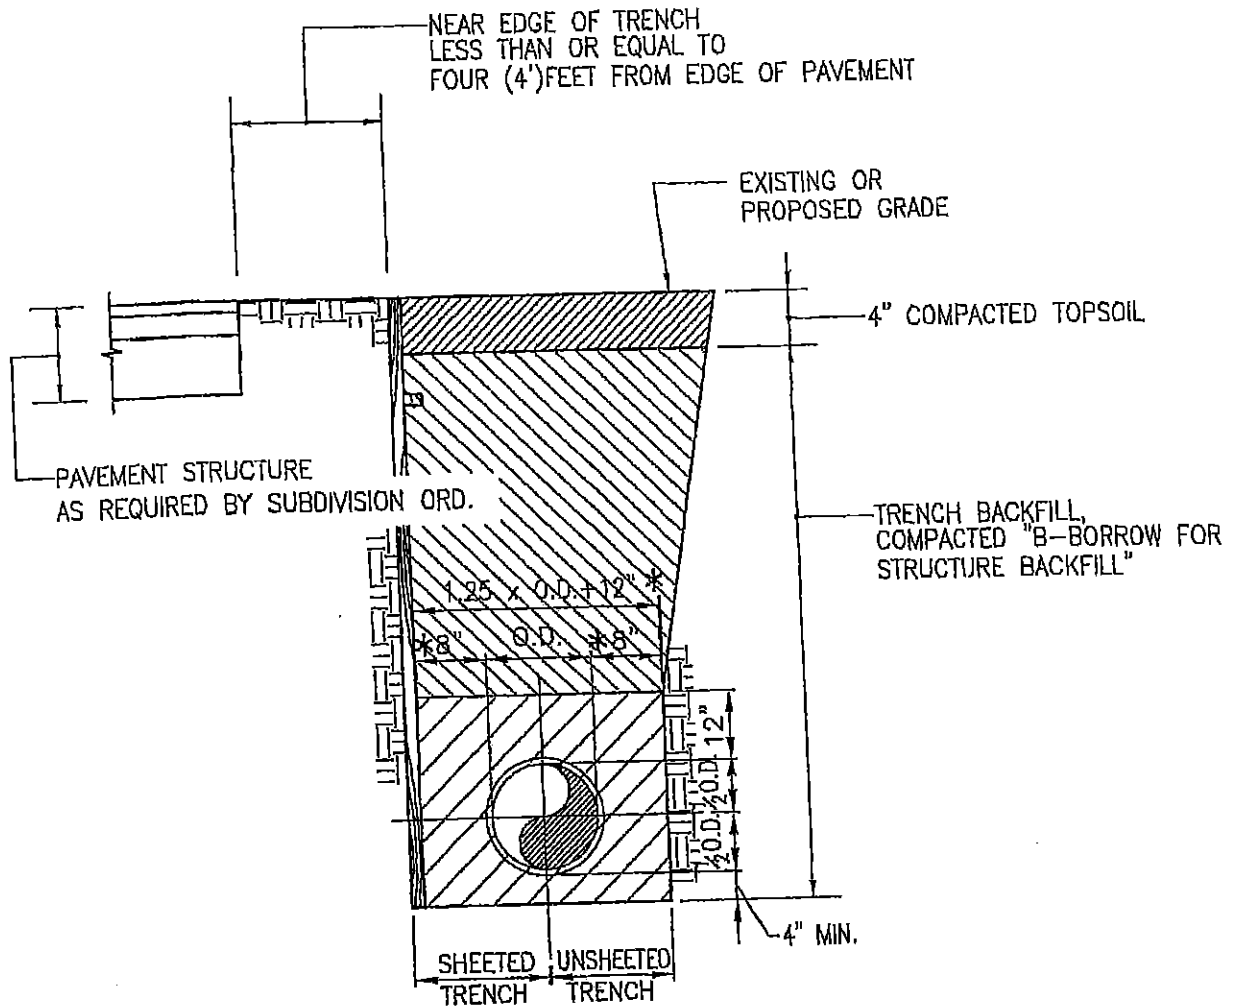 NEAR EDGE OF TRENCH
LESS THAN OR EQUAL TO
FOUR (4')FEET FROM EDGE OF PAVEMENT
EXISTING OR
PROPOSED GRADE
4" COMPACTED TOPSOIL
PAVEMENT STRUCTURE
AS REQUIRED BY SUBDIVISION ORD.
TRENCH BACKFILL,
COMPACTED "B-BORROW FOR
STRUCTURE BACKFILL"
1.25 x O.D.+12" *
*8" O.D. *8"
12"
½O.D.
½O.D.
4" MIN.
SHEETED TRENCH
UNSHEETED TRENCH